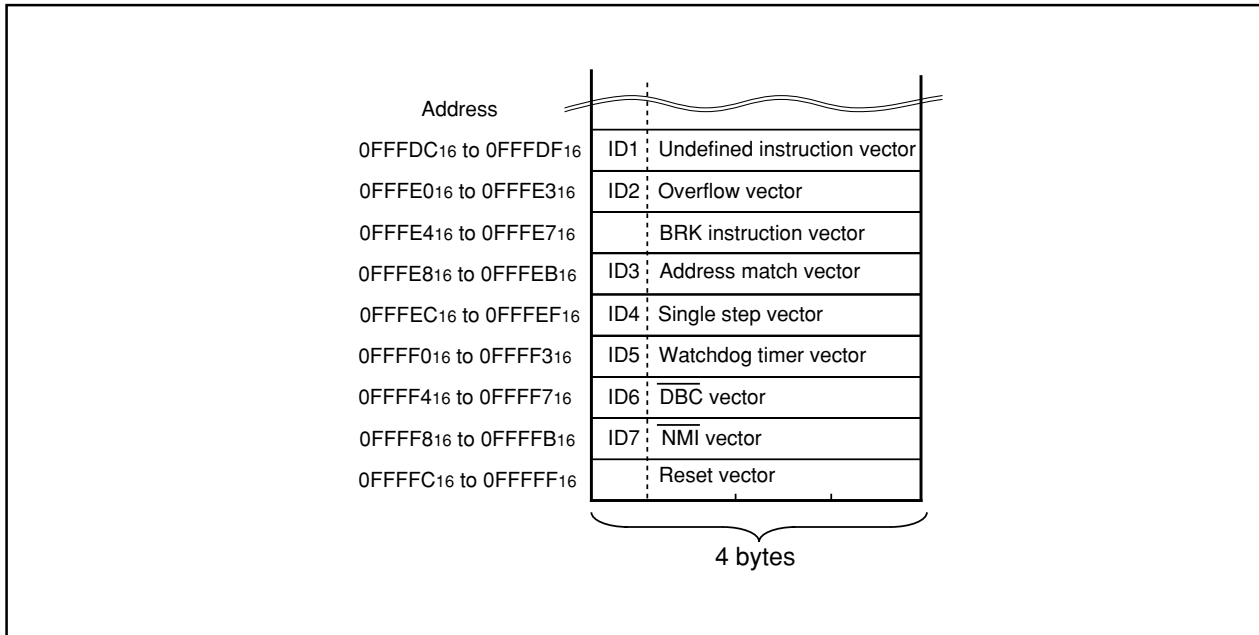 Address
0FFFDC16 to 0FFFDF16 ID1 Undefined instruction vector
0FFFE016 to 0FFFE316 ID2 Overflow vector
0FFFE416 to 0FFFE716 BRK instruction vector
0FFFE816 to 0FFFEB16 ID3 Address match vector
0FFFEC16 to 0FFFEF16 ID4 Single step vector
0FFFF016 to 0FFFF316 ID5 Watchdog timer vector
0FFFF416 to 0FFFF716 ID6 D̅B̅C̅ vector
0FFFF816 to 0FFFFB16 ID7 N̅M̅I̅ vector
0FFFFC16 to 0FFFFF16 Reset vector
4 bytes